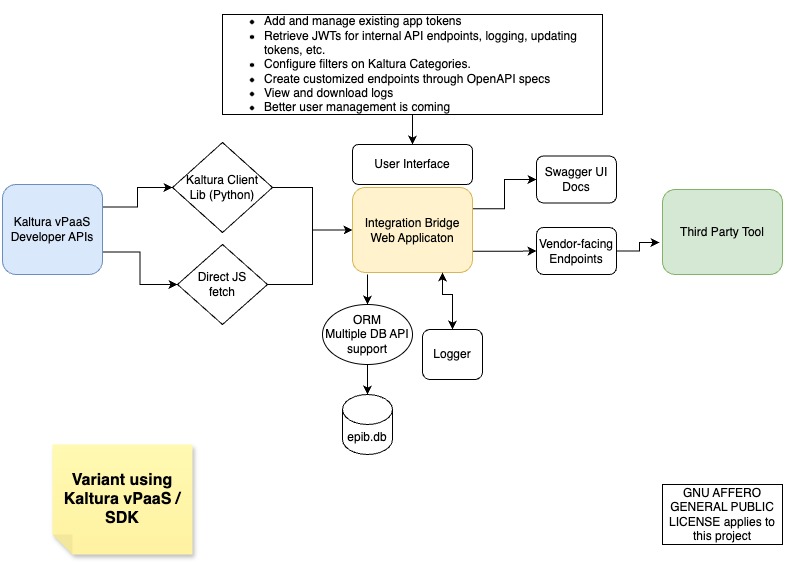 • Add and manage existing app tokens
• Retrieve JWTs for internal API endpoints, logging, updating
tokens, etc.
• Configure filters on Kaltura Categories.
• Create customized endpoints through OpenAPI specs
• View and download logs
• Better user management is coming
User Interface
Kaltura Client
Lib (Python)
Swagger UI
Docs
Kaltura vPaaS
Developer APIs
Integration Bridge
Web Applicaton
Vendor-facing
Endpoints
Third Party Tool
Direct JS
fetch
ORM
Multiple DB API
support
Logger
epib.db
Variant using
Kaltura vPaaS /
SDK
GNU AFFERO
GENERAL PUBLIC
LICENSE applies to
this project